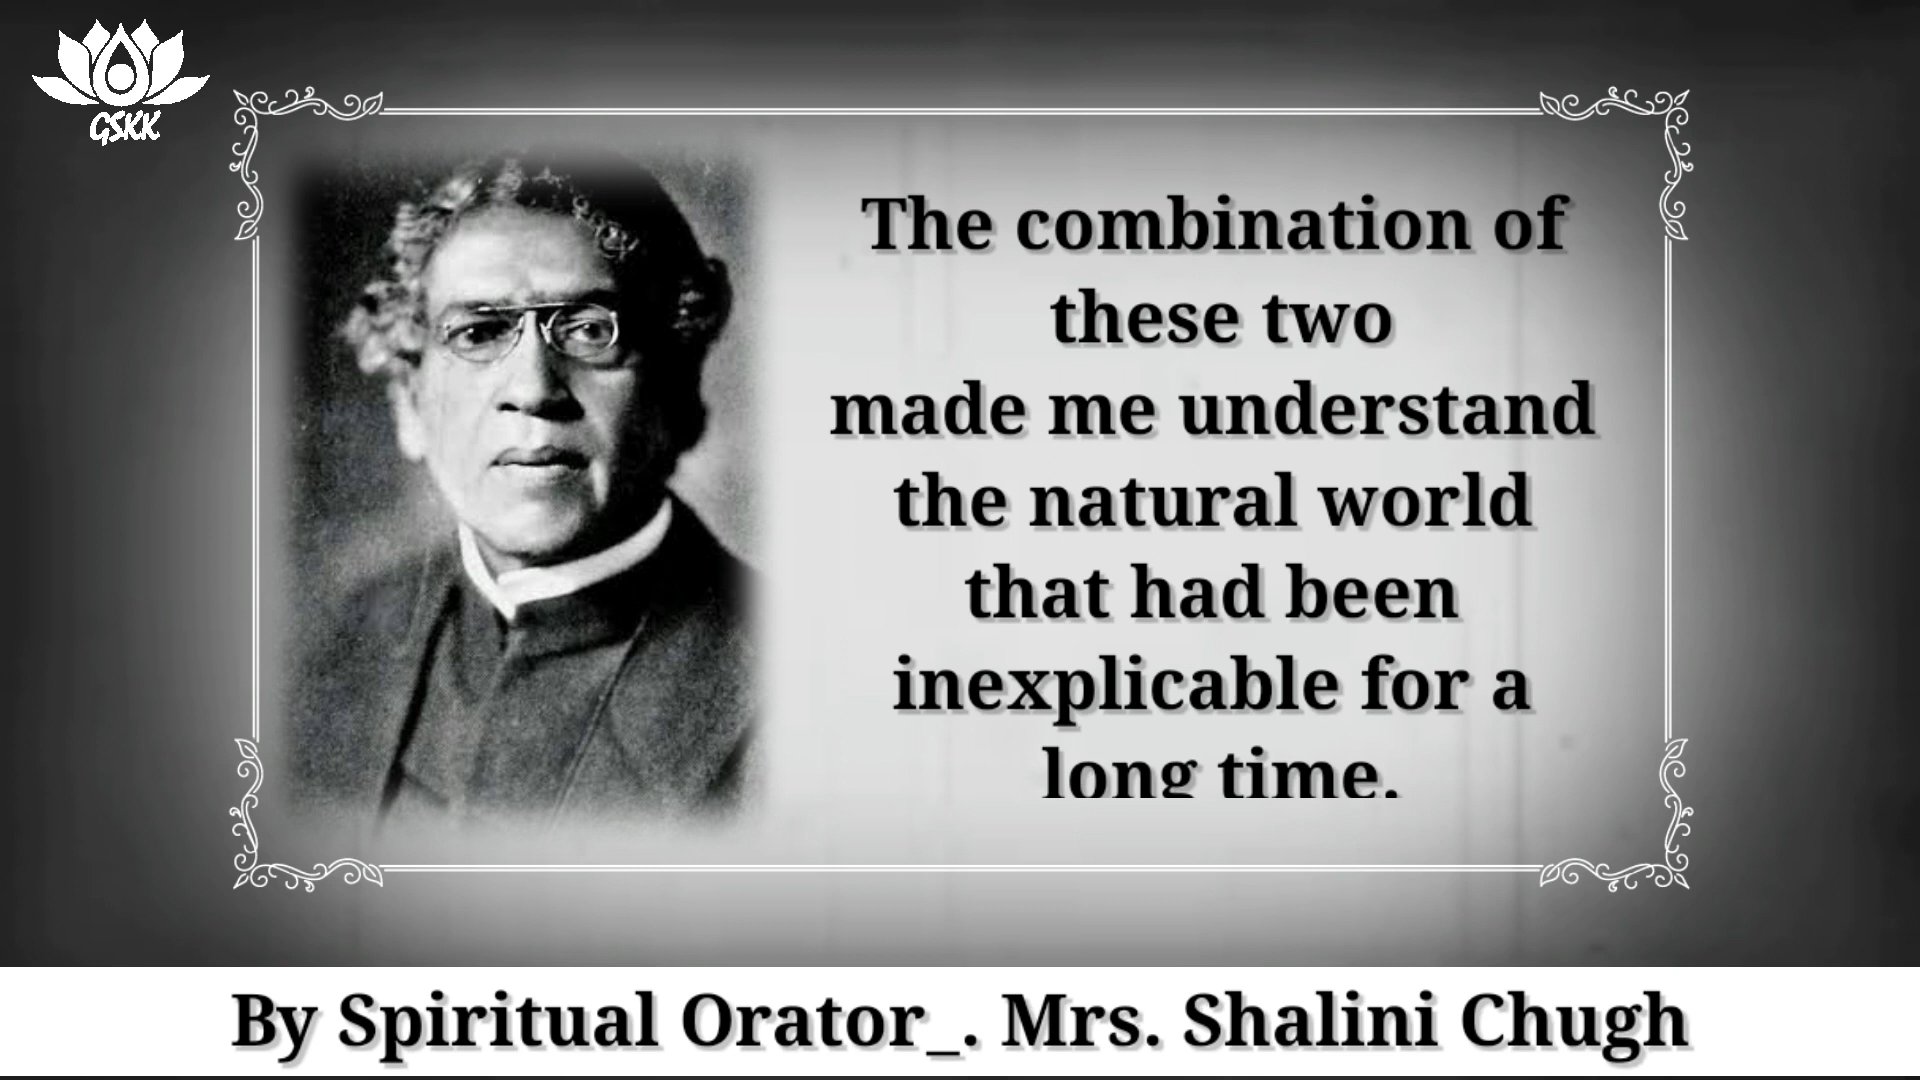 GSKK
The combination of
these two
made me understand
the natural world
that had been
inexplicable for a
long time.
By Spiritual Orator_. Mrs. Shalini Chugh